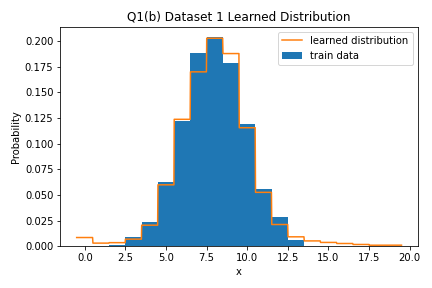 Q1(b) Dataset 1 Learned Distribution
learned distribution
train data
0.200
0.175
0.150
0.125
0.100
0.075
0.050
0.025
0.000
Probability
0.0 2.5 5.0 7.5 10.0 12.5 15.0 17.5 20.0
x